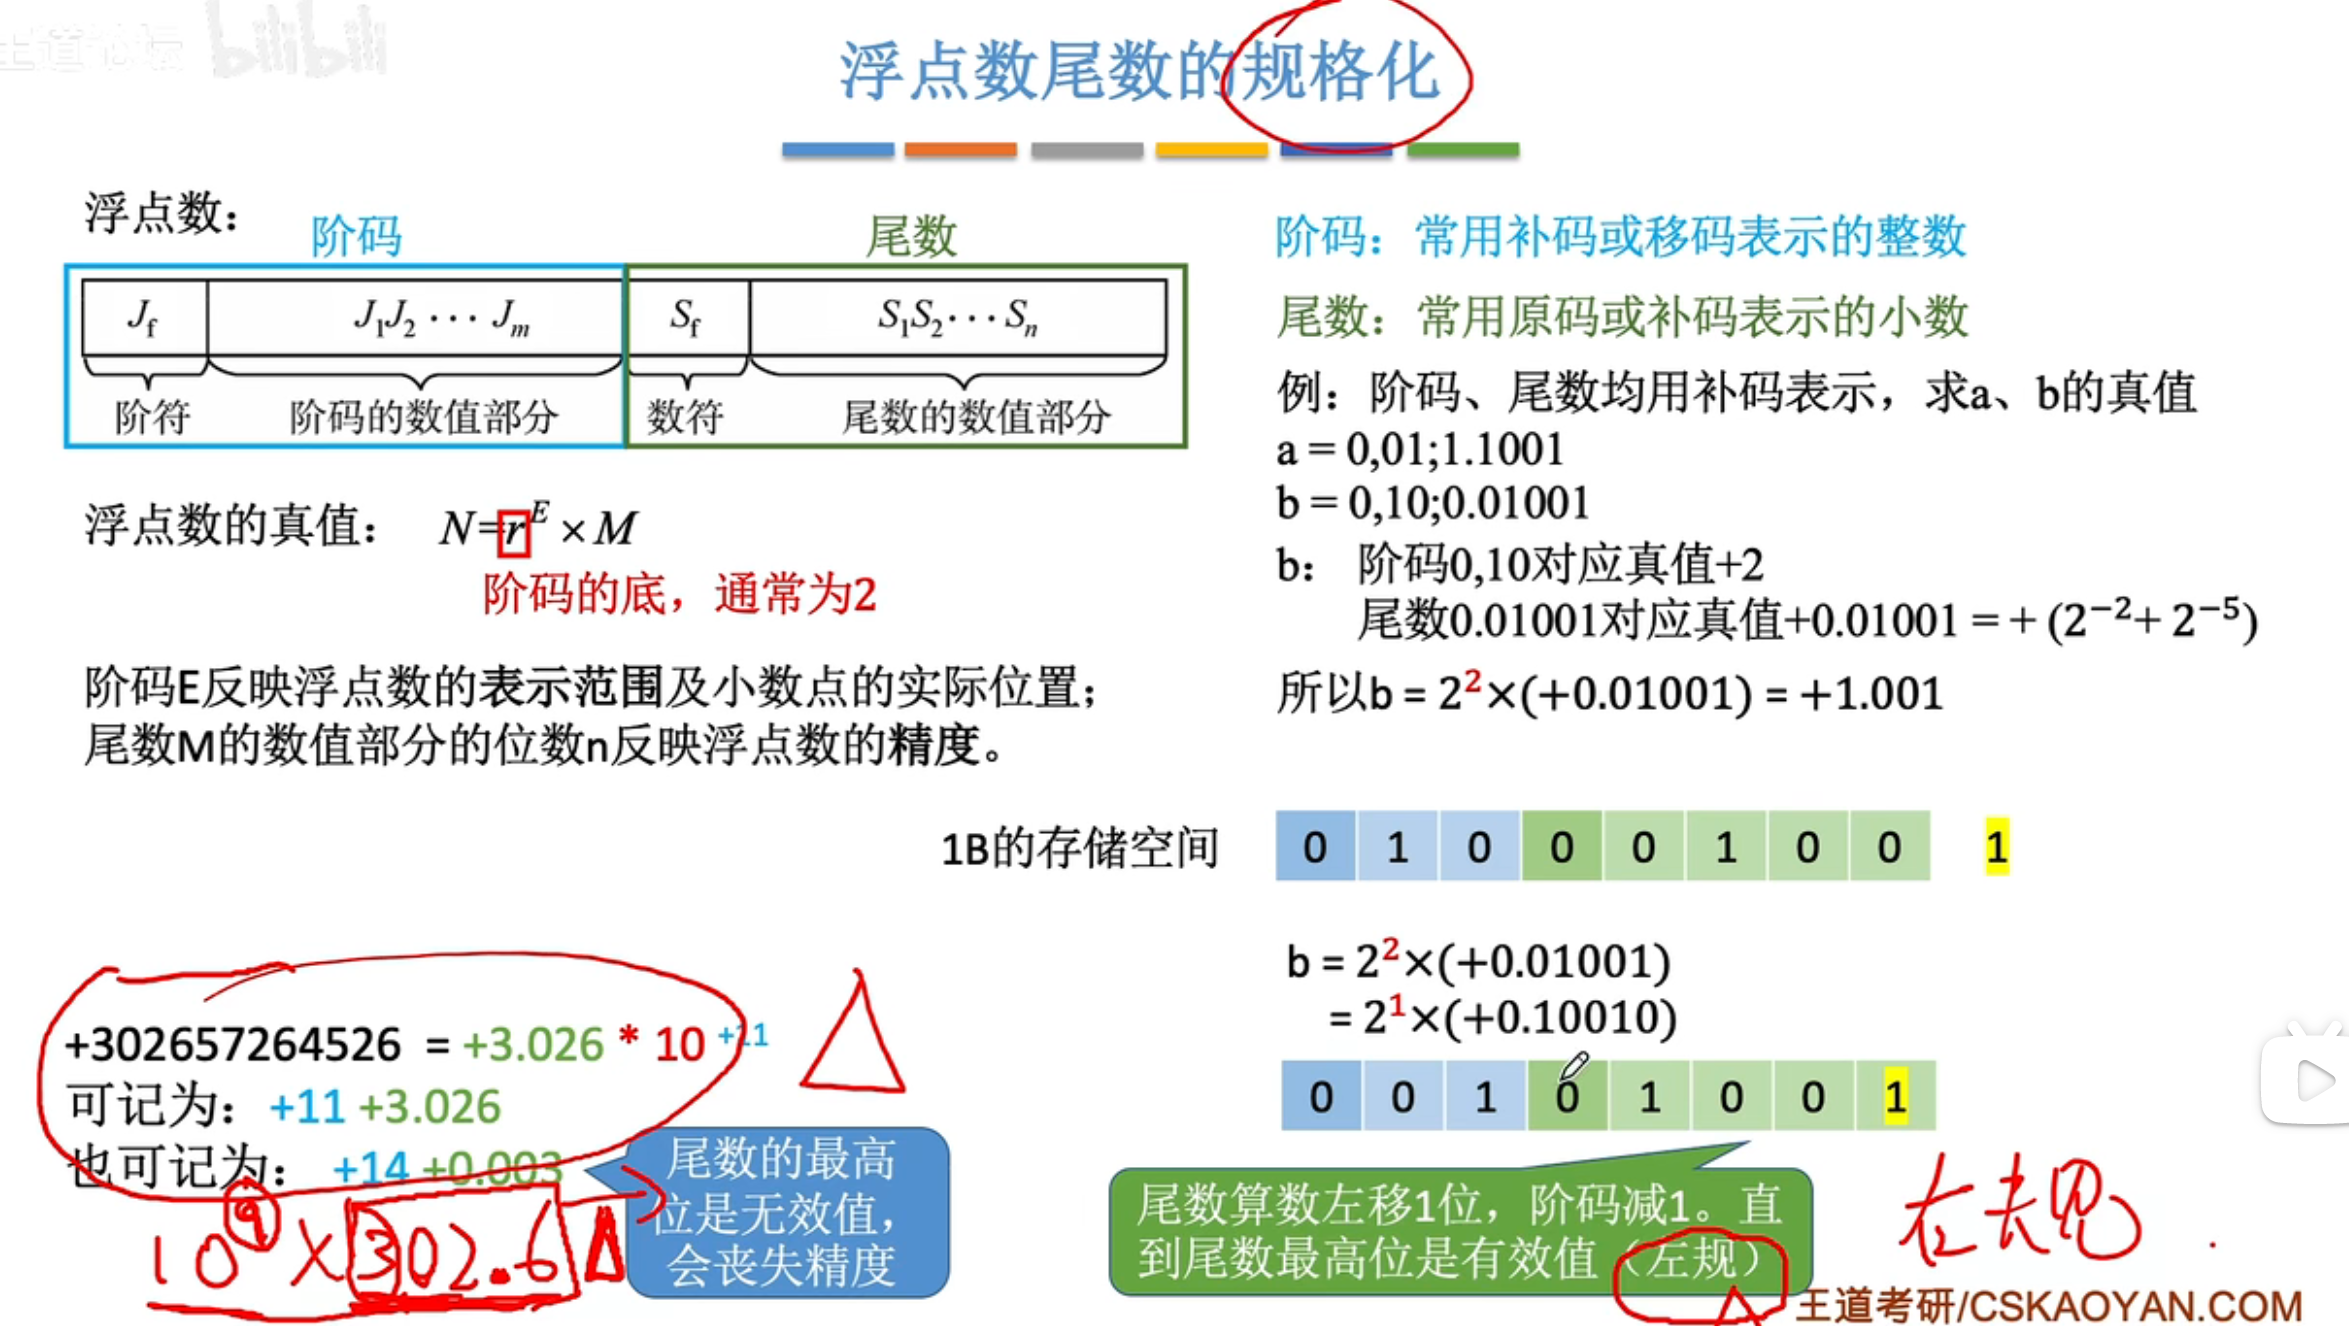 王道论坛 bilibili
浮点数尾数的规格化
浮点数：
阶码
尾数
J_f
J_1J_2 ··· J_m
S_f
S_1S_2 ··· S_n
阶符
阶码的数值部分
数符
尾数的数值部分
浮点数的真值： N=r^E × M
阶码的底，通常为2
阶码E反映浮点数的表示范围及小数点的实际位置；
尾数M的数值部分的位数n反映浮点数的精度。
阶码：常用补码或移码表示的整数
尾数：常用原码或补码表示的小数
例：阶码、尾数均用补码表示，求a、b的真值
a = 0,01;1.1001
b = 0,10;0.01001
b： 阶码0,10对应真值+2
尾数0.01001对应真值+0.01001 = + (2^−2 + 2^−5)
所以b = 2^2×(+0.01001) = +1.001
1B的存储空间
0 1 0 0 0 1 0 0 1
b = 2^2×(+0.01001)
= 2^1×(+0.10010)
0 0 1 0 1 0 0 1
尾数算数左移1位，阶码减1。直
到尾数最高位是有效值（左规）
+302657264526 = +3.026 * 10 ^+11
可记为：+11 +3.026
也可记为： +14 +0.003
10^9 × 302.6
尾数的最高
位是无效值，
会丧失精度
王道考研/CSKAOYAN.COM